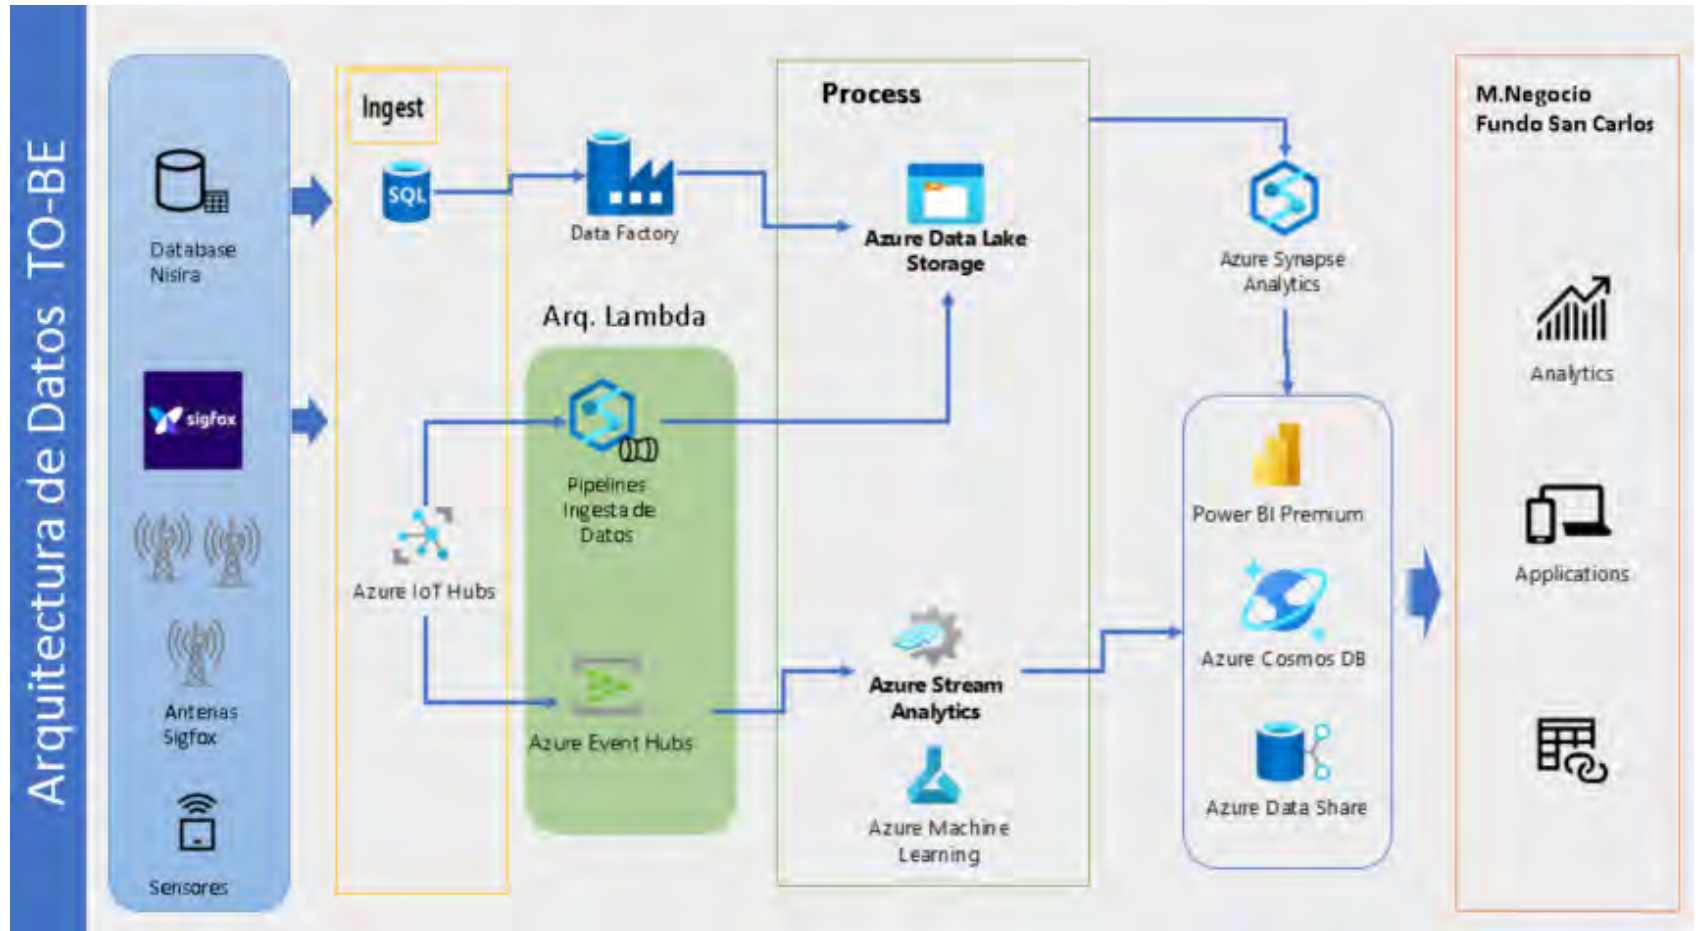 Arquitectura de Datos TO-BE
Database
Nisira
sigfox
Antenas
Sigfox
Sensores
Ingest
SQL
Azure IoT Hubs
Data Factory
Arq. Lambda
Pipelines
Ingesta de
Datos
Azure Event Hubs
Process
Azure Data Lake
Storage
Azure Stream
Analytics
Azure Machine
Learning
Azure Synapse
Analytics
Power BI Premium
Azure Cosmos DB
Azure Data Share
M.Negocio
Fundo San Carlos
Analytics
Applications